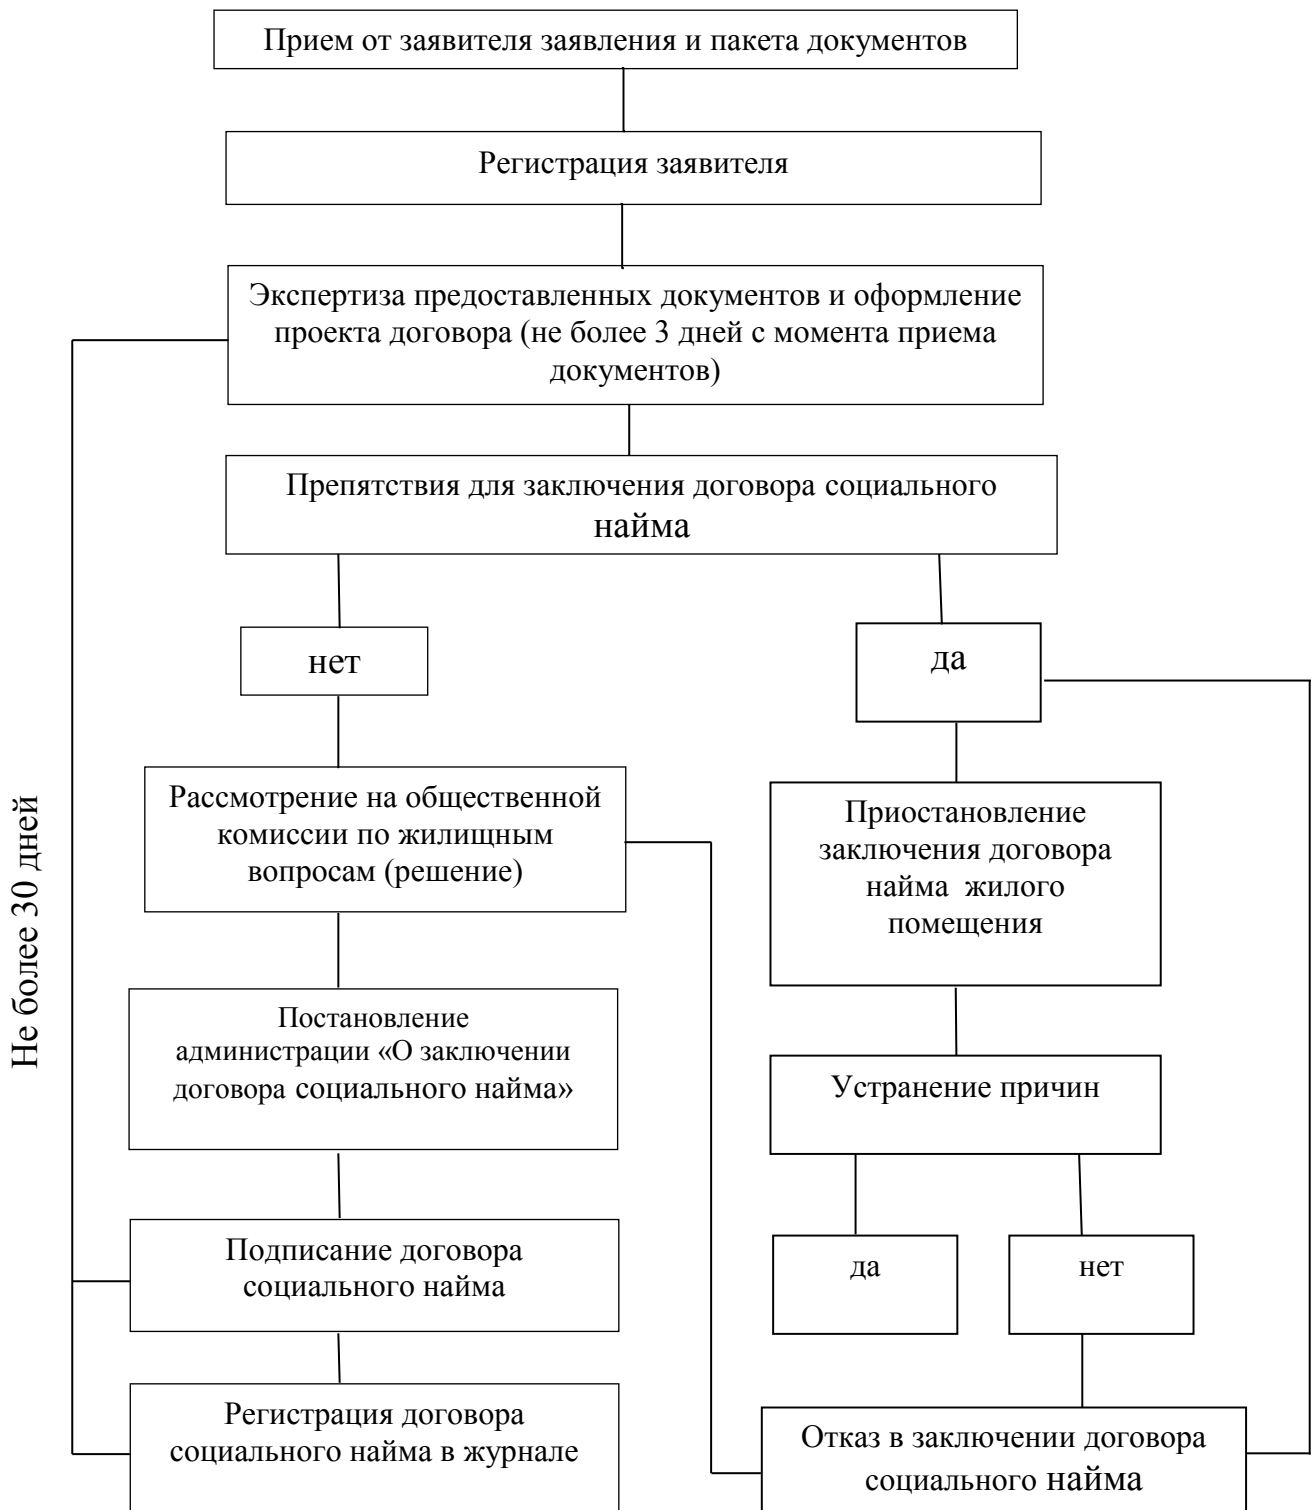 Прием от заявителя заявления и пакета документов
Регистрация заявителя
Экспертиза предоставленных документов и оформление
проекта договора (не более 3 дней с момента приема
документов)
Препятствия для заключения договора социального
найма
нет
да
Не более 30 дней
Рассмотрение на общественной
комиссии по жилищным
вопросам (решение)
Приостановление
заключения договора
найма жилого
помещения
Постановление
администрации «О заключении
договора социального найма»
Устранение причин
Подписание договора
социального найма
да
нет
Регистрация договора
социального найма в журнале
Отказ в заключении договора
социального найма